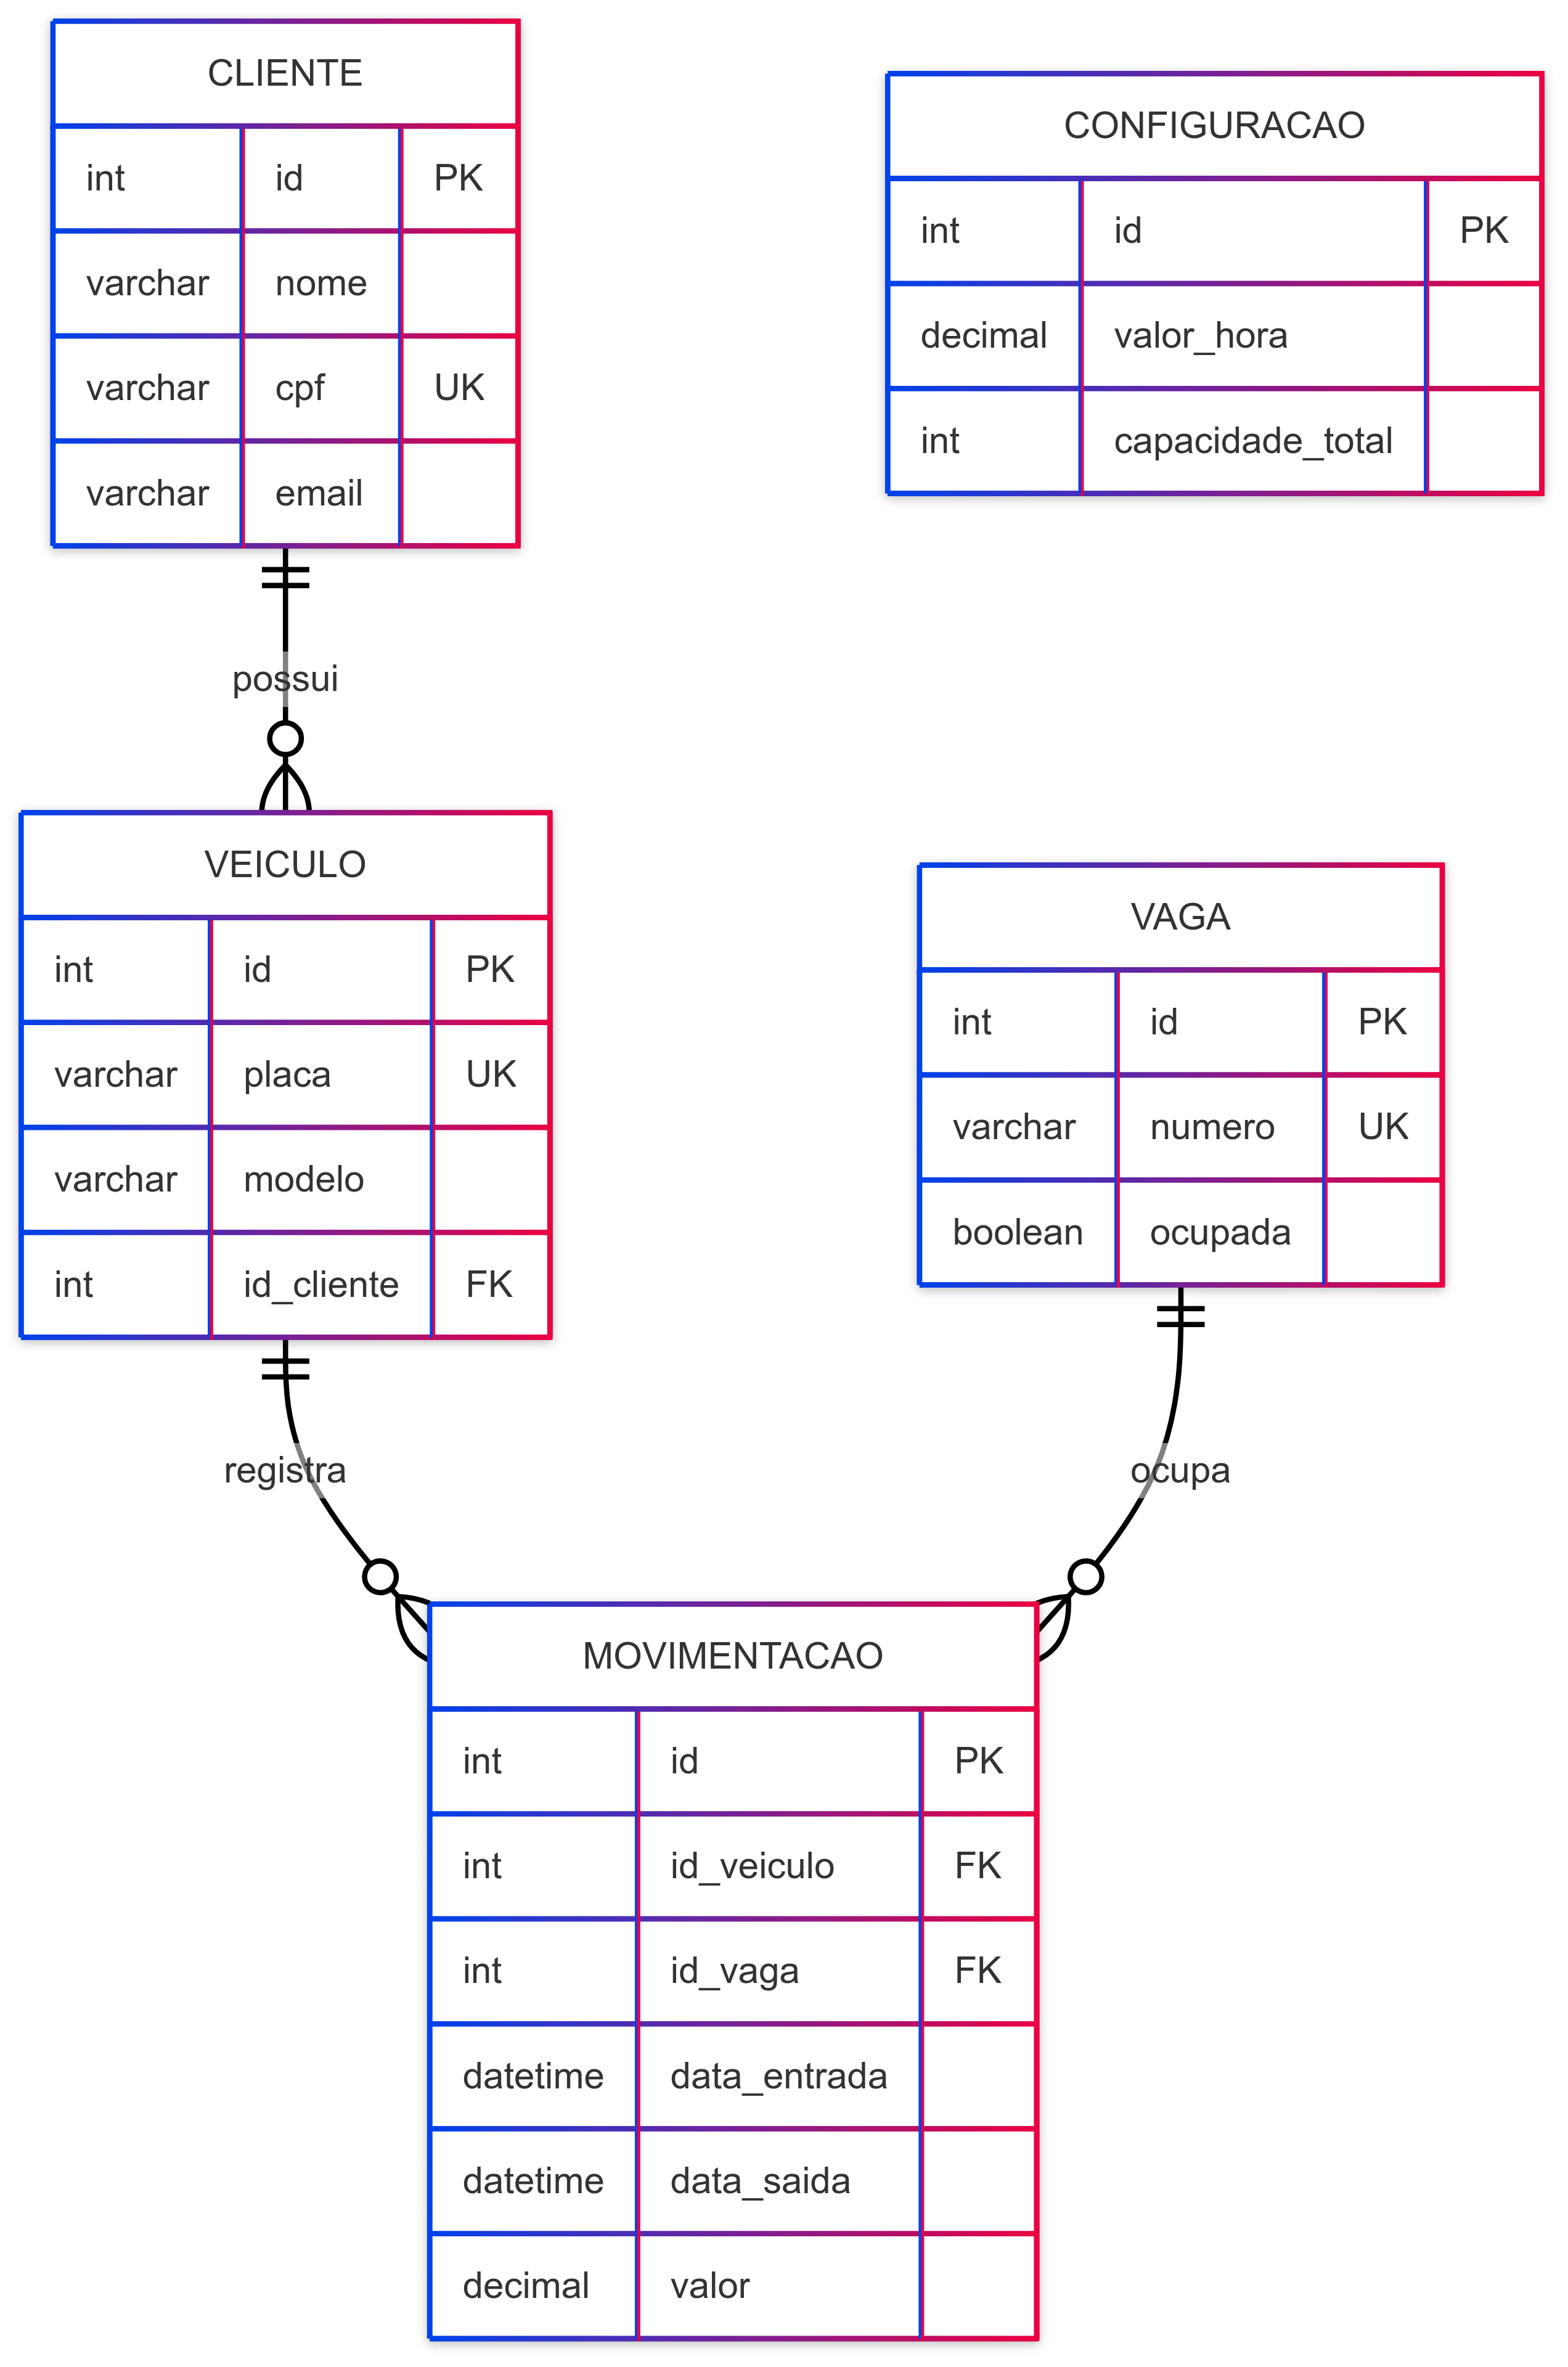 CLIENTE
int id PK
varchar nome
varchar cpf UK
varchar email
CONFIGURACAO
int id PK
decimal valor_hora
int capacidade_total
possui
VEICULO
int id PK
varchar placa UK
varchar modelo
int id_cliente FK
VAGA
int id PK
varchar numero UK
boolean ocupada
registra
ocupa
MOVIMENTACAO
int id PK
int id_veiculo FK
int id_vaga FK
datetime data_entrada
datetime data_saida
decimal valor